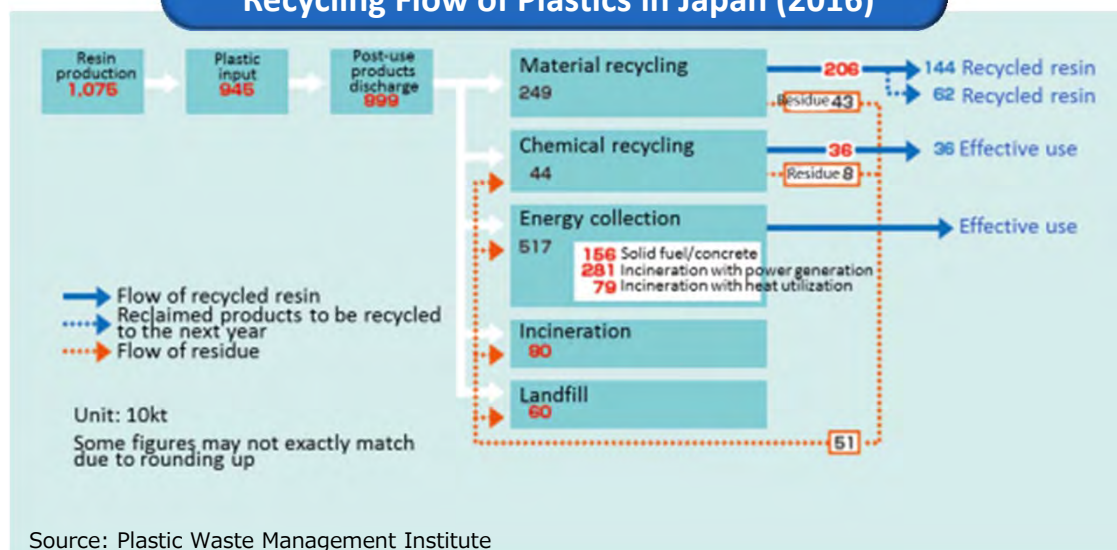 Recycling Flow of Plastics in Japan (2016)
Resin
production
1.075
Plastic
input
945
Post-use
products
discharge
899
Material recycling
249
206
144 Recycled resin
62 Recycled resin
Residue 43
Chemical recycling
44
36
36 Effective use
Residue 8
Energy collection
517
Effective use
156 Solid fuel/concrete
281 Incineration with power generation
79 Incineration with heat utilization
Flow of recycled resin
Reclaimed products to be recycled
to the next year
Flow of residue
Incineration
80
Landfill
60
51
Unit: 10kt
Some figures may not exactly match
due to rounding up
Source: Plastic Waste Management Institute